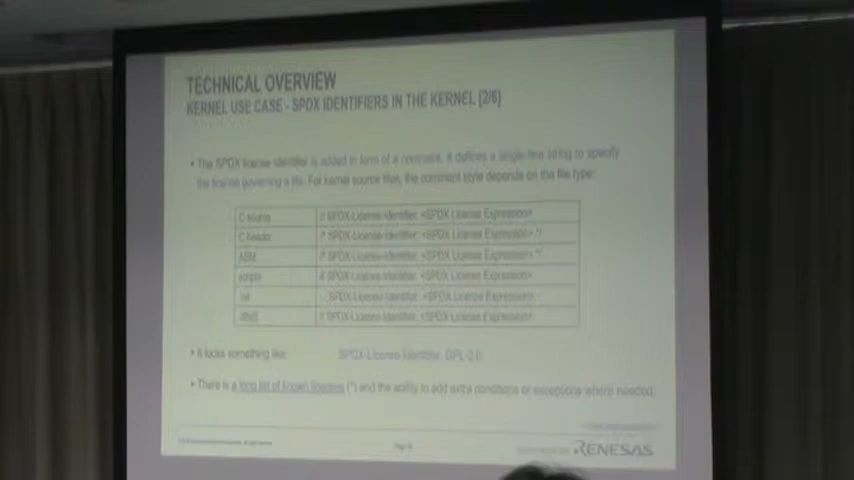 TECHNICAL OVERVIEW
KERNEL USE CASE - SPDX IDENTIFIERS IN THE KERNEL [2/6]
• The SPDX license identifier is added in form of a comment. It defines a single-line string to specify
the license governing a file. For kernel source files, the comment style depends on the file type:
C source // SPDX-License-Identifier: <SPDX License Expression>
C header /* SPDX-License-Identifier: <SPDX License Expression> */
ASM /* SPDX-License-Identifier: <SPDX License Expression> */
scripts # SPDX-License-Identifier: <SPDX License Expression>
.rst .. SPDX-License-Identifier: <SPDX License Expression>
// SPDX-License-Identifier: <SPDX License Expression>
• It looks something like: SPDX-License-Identifier: GPL-2.0
• There is a long list of known licenses (*) and the ability to add extra conditions or exceptions where needed.
RENESAS